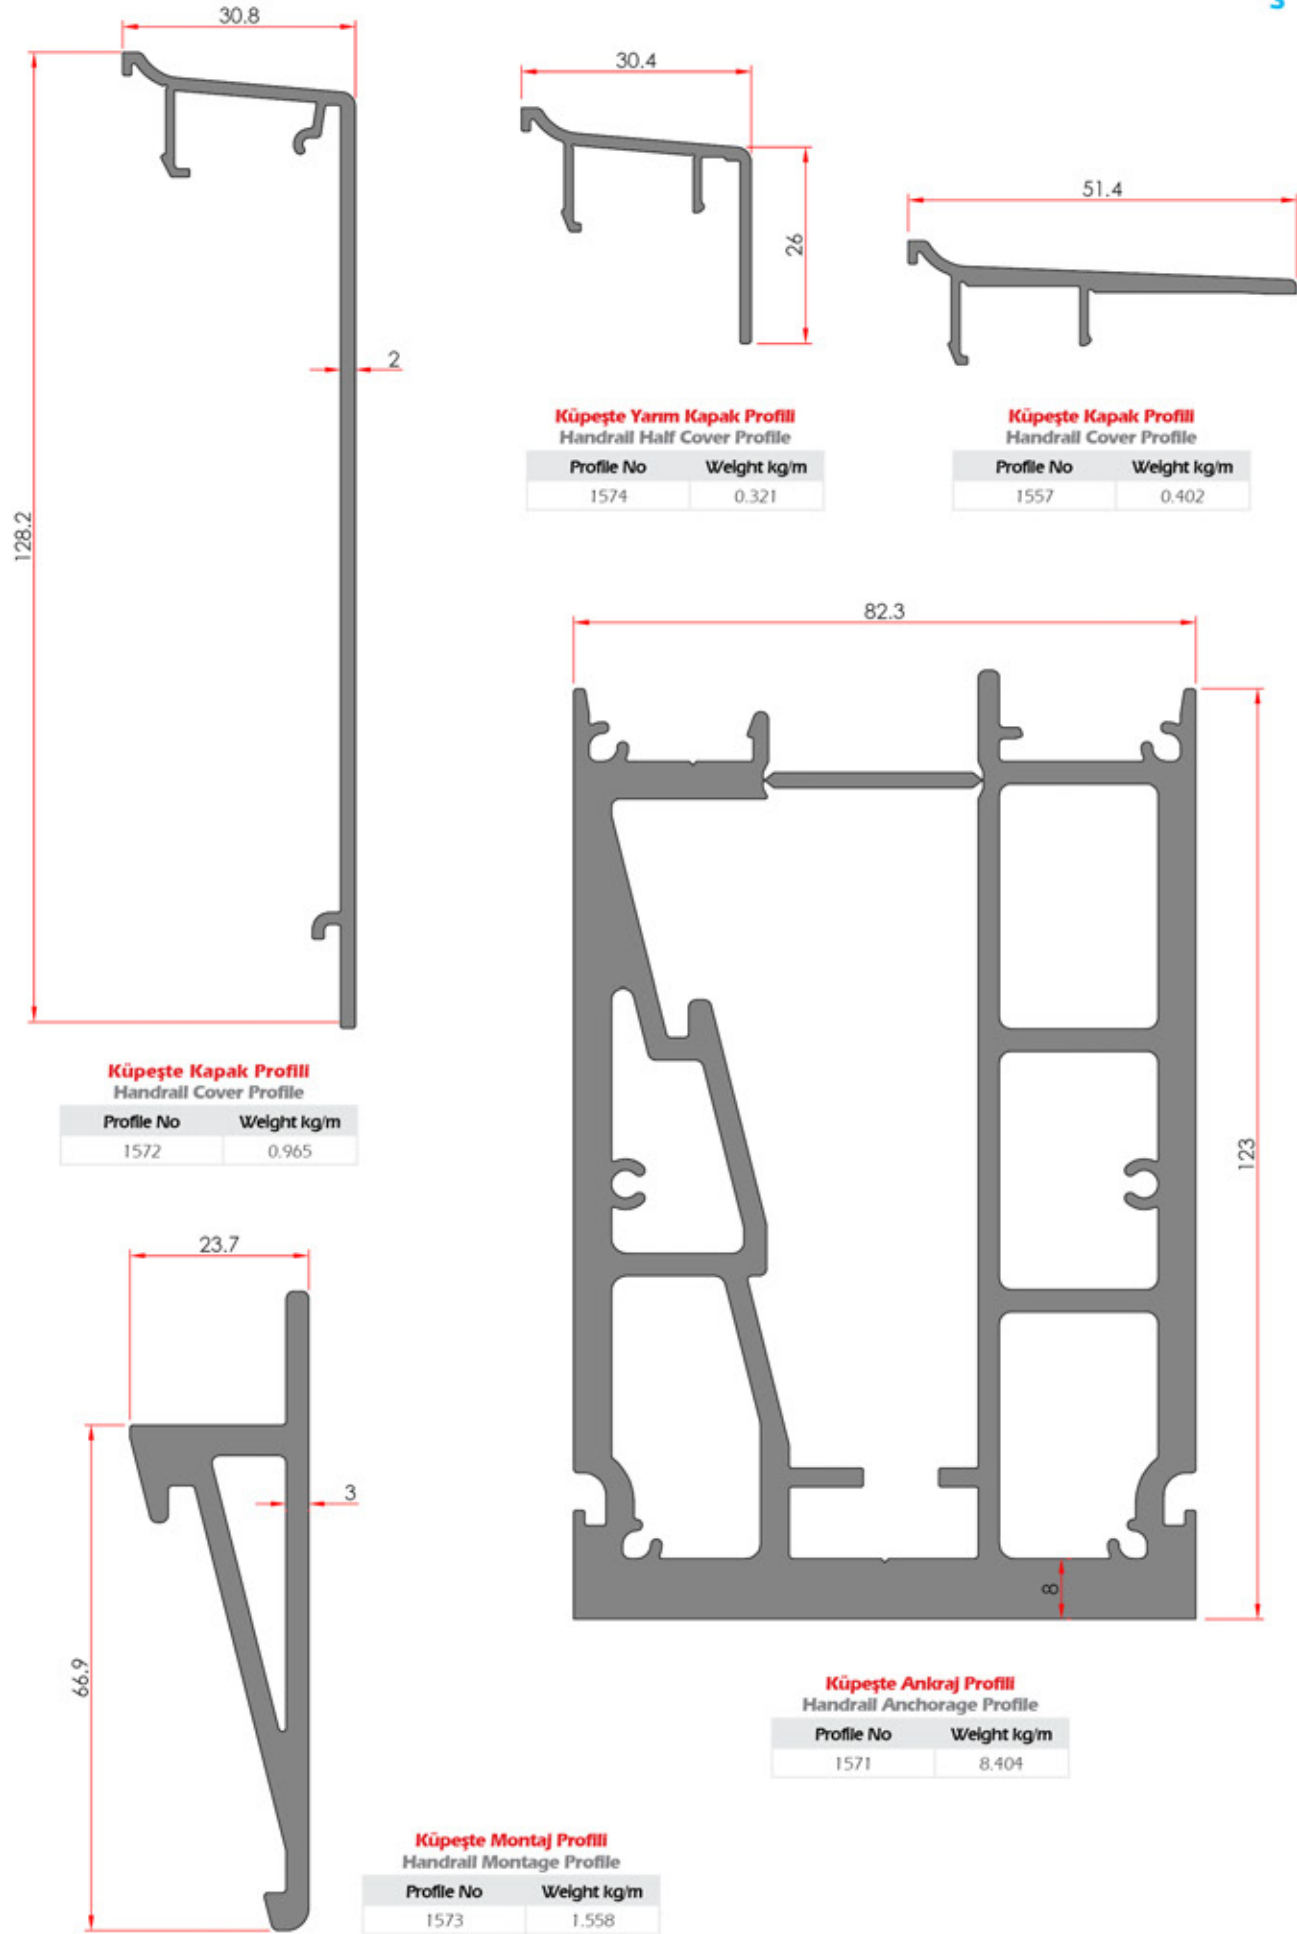 30.8
128.2
2
Küpeşte Kapak Profili
Handrail Cover Profile
Profile No Weight kg/m
1572 0.965
30.4
26
Küpeşte Yarım Kapak Profili
Handrail Half Cover Profile
Profile No Weight kg/m
1574 0.321
51.4
Küpeşte Kapak Profili
Handrail Cover Profile
Profile No Weight kg/m
1557 0.402
82.3
123
8
Küpeşte Ankraj Profili
Handrail Anchorage Profile
Profile No Weight kg/m
1571 8.404
23.7
3
66.9
Küpeşte Montaj Profili
Handrail Montage Profile
Profile No Weight kg/m
1573 1.558